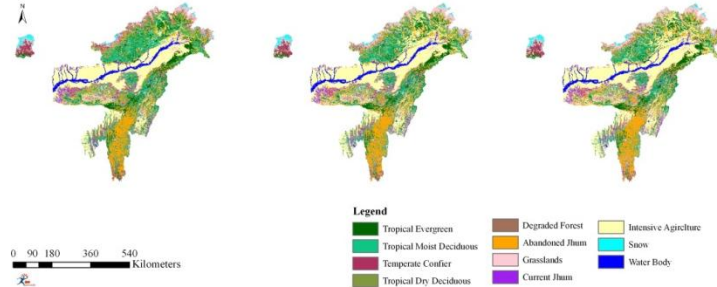 N
Legend
Tropical Evergreen
Tropical Moist Deciduous
Temperate Confier
Tropical Dry Deciduous
Degraded Forest
Abandoned Jhum
Grasslands
Current Jhum
Intensive Agirclture
Snow
Water Body
0 90 180 360 540
Kilometers